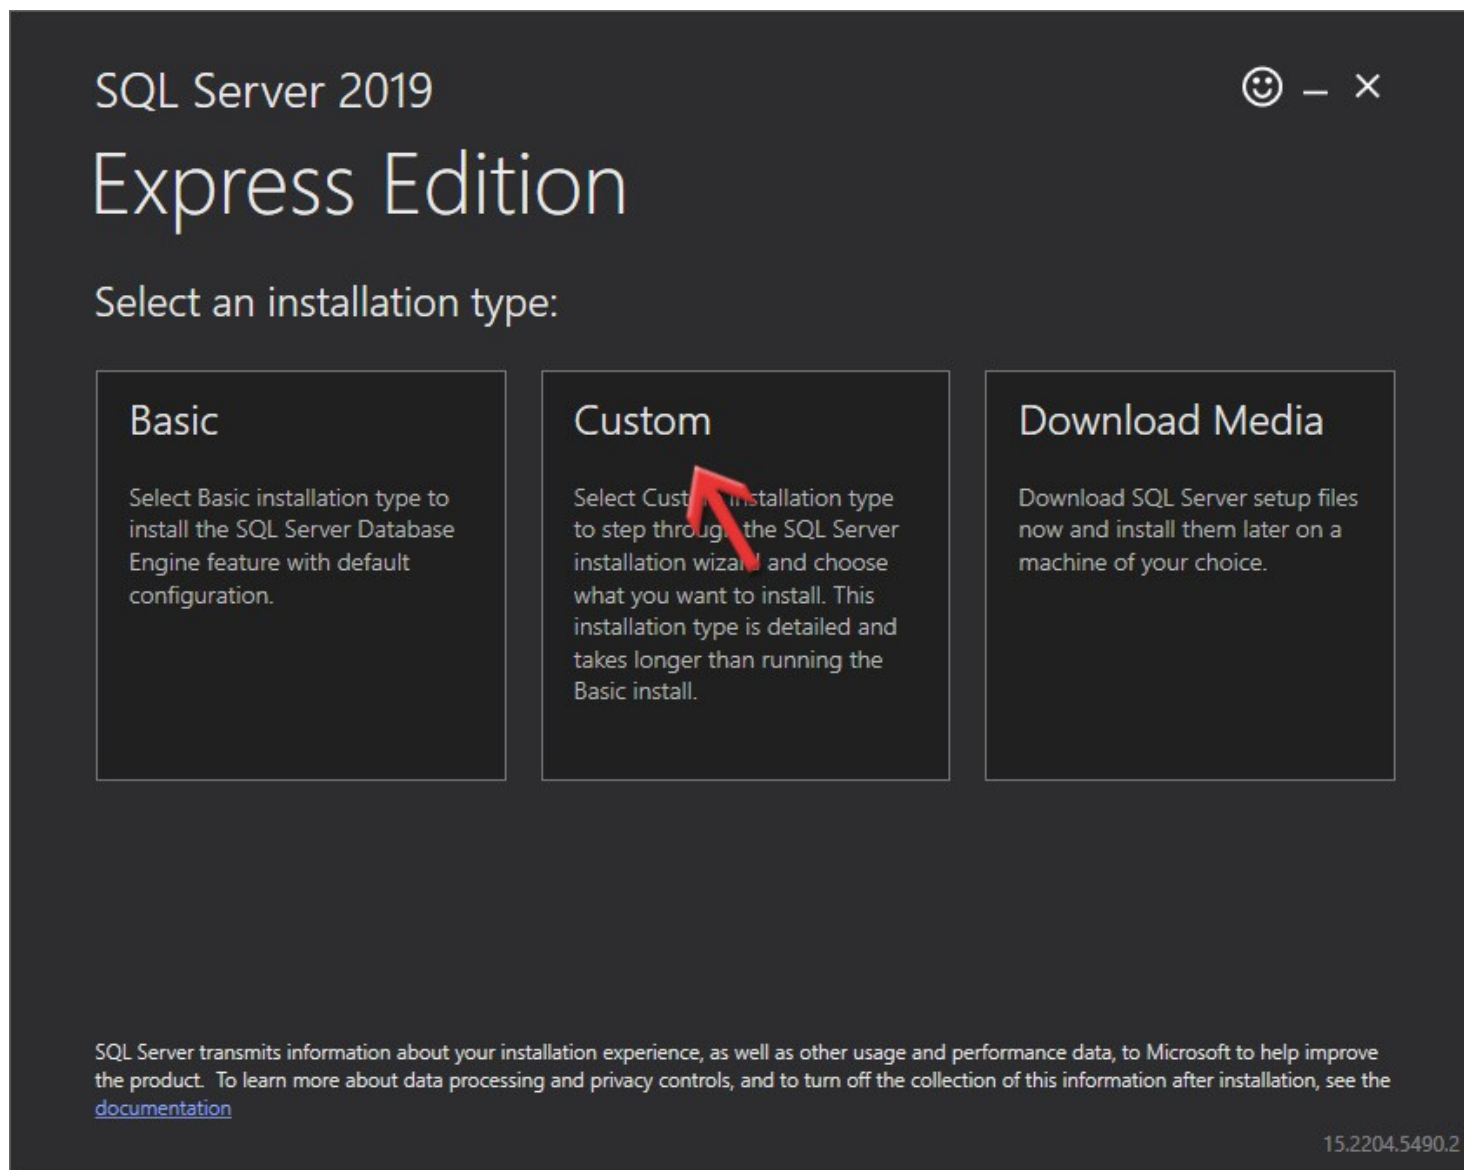 SQL Server 2019
Express Edition
Select an installation type:
Basic
Select Basic installation type to
install the SQL Server Database
Engine feature with default
configuration.
Custom
Select installation type
to step the SQL Server
installation and choose
what you want to install. This
installation type is detailed and
takes longer than running the
Basic install.
Download Media
Download SQL Server setup files
now and install them later on a
machine of your choice.
SQL Server transmits information about your installation experience, as well as other usage and performance data, to Microsoft to help improve
the product. To learn more about data processing and privacy controls, and to turn off the collection of this information after installation, see the
documentation
15.2204.5490.2